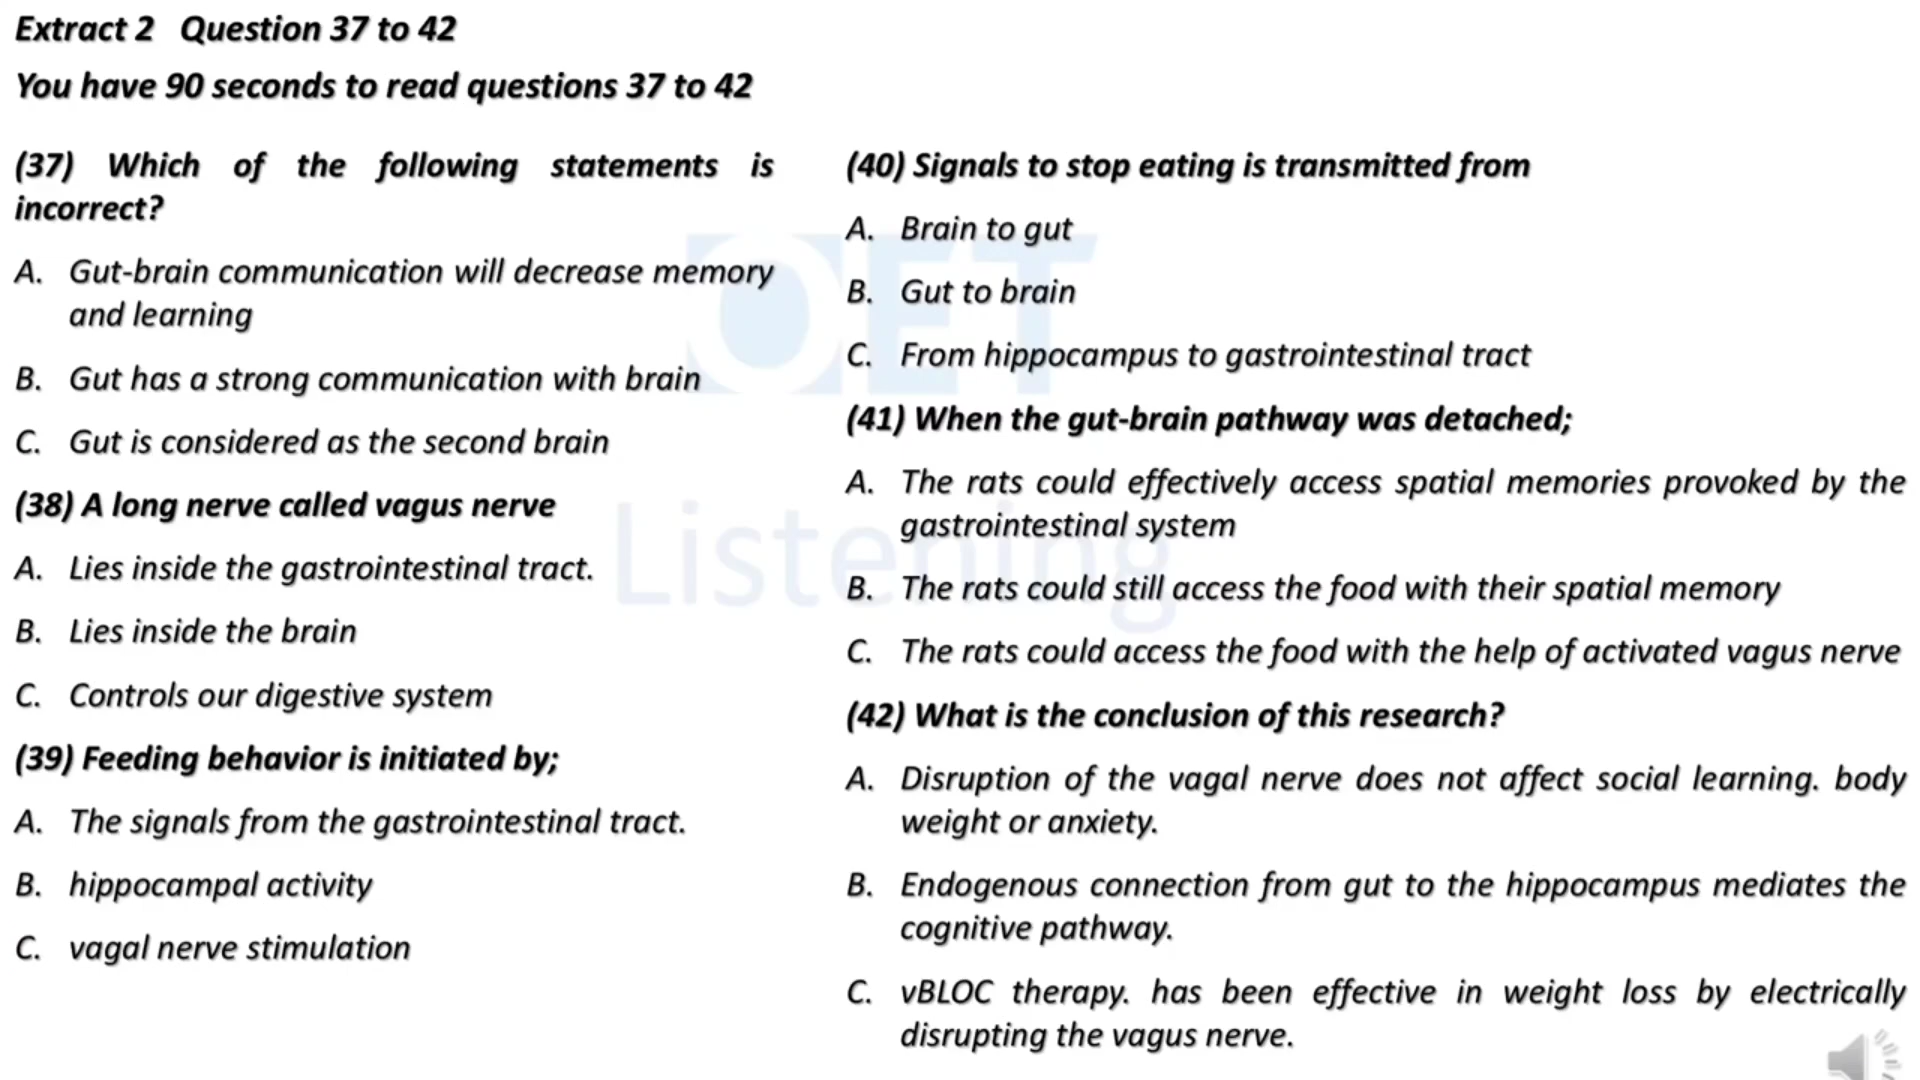 Extract 2 Question 37 to 42
You have 90 seconds to read questions 37 to 42
(37) Which of the following statements is
incorrect?
A. Gut-brain communication will decrease memory
and learning
B. Gut has a strong communication with brain
C. Gut is considered as the second brain
(38) A long nerve called vagus nerve
A. Lies inside the gastrointestinal tract.
B. Lies inside the brain
C. Controls our digestive system
(39) Feeding behavior is initiated by;
A. The signals from the gastrointestinal tract.
B. hippocampal activity
C. vagal nerve stimulation
(40) Signals to stop eating is transmitted from
A. Brain to gut
B. Gut to brain
C. From hippocampus to gastrointestinal tract
(41) When the gut-brain pathway was detached;
A. The rats could effectively access spatial memories provoked by the
gastrointestinal system
B. The rats could still access the food with their spatial memory
C. The rats could access the food with the help of activated vagus nerve
(42) What is the conclusion of this research?
A. Disruption of the vagal nerve does not affect social learning. body
weight or anxiety.
B. Endogenous connection from gut to the hippocampus mediates the
cognitive pathway.
C. vBLOC therapy. has been effective in weight loss by electrically
disrupting the vagus nerve.
OET
Listening